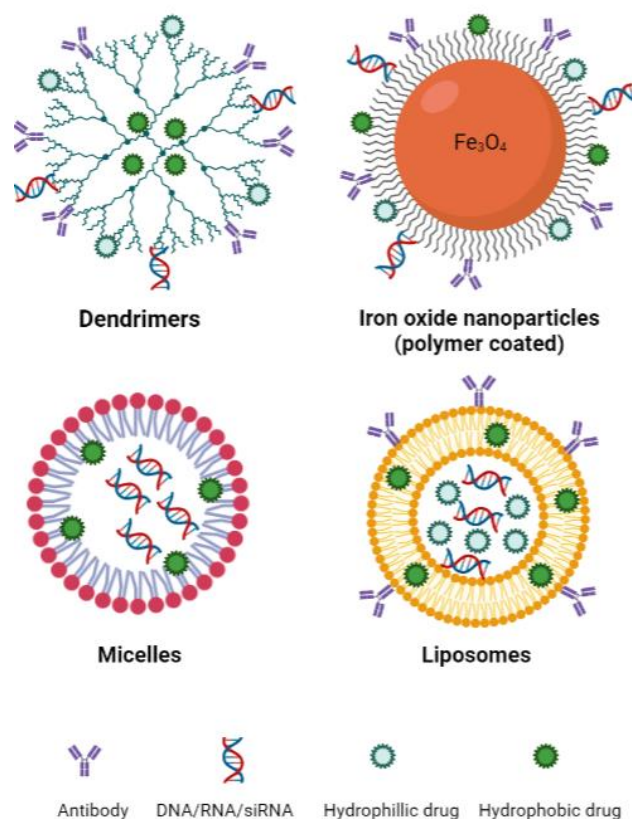 Fe₃O₄
Dendrimers
Iron oxide nanoparticles
(polymer coated)
Micelles
Liposomes
Antibody
DNA/RNA/siRNA
Hydrophillic drug
Hydrophobic drug